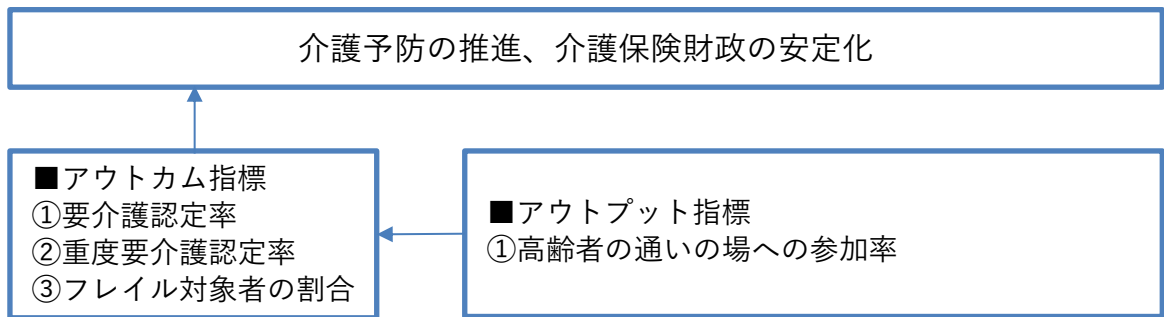 介護予防の推進、介護保険財政の安定化
■アウトカム指標
①要介護認定率
②重度要介護認定率
③フレイル対象者の割合
■アウトプット指標
①高齢者の通いの場への参加率